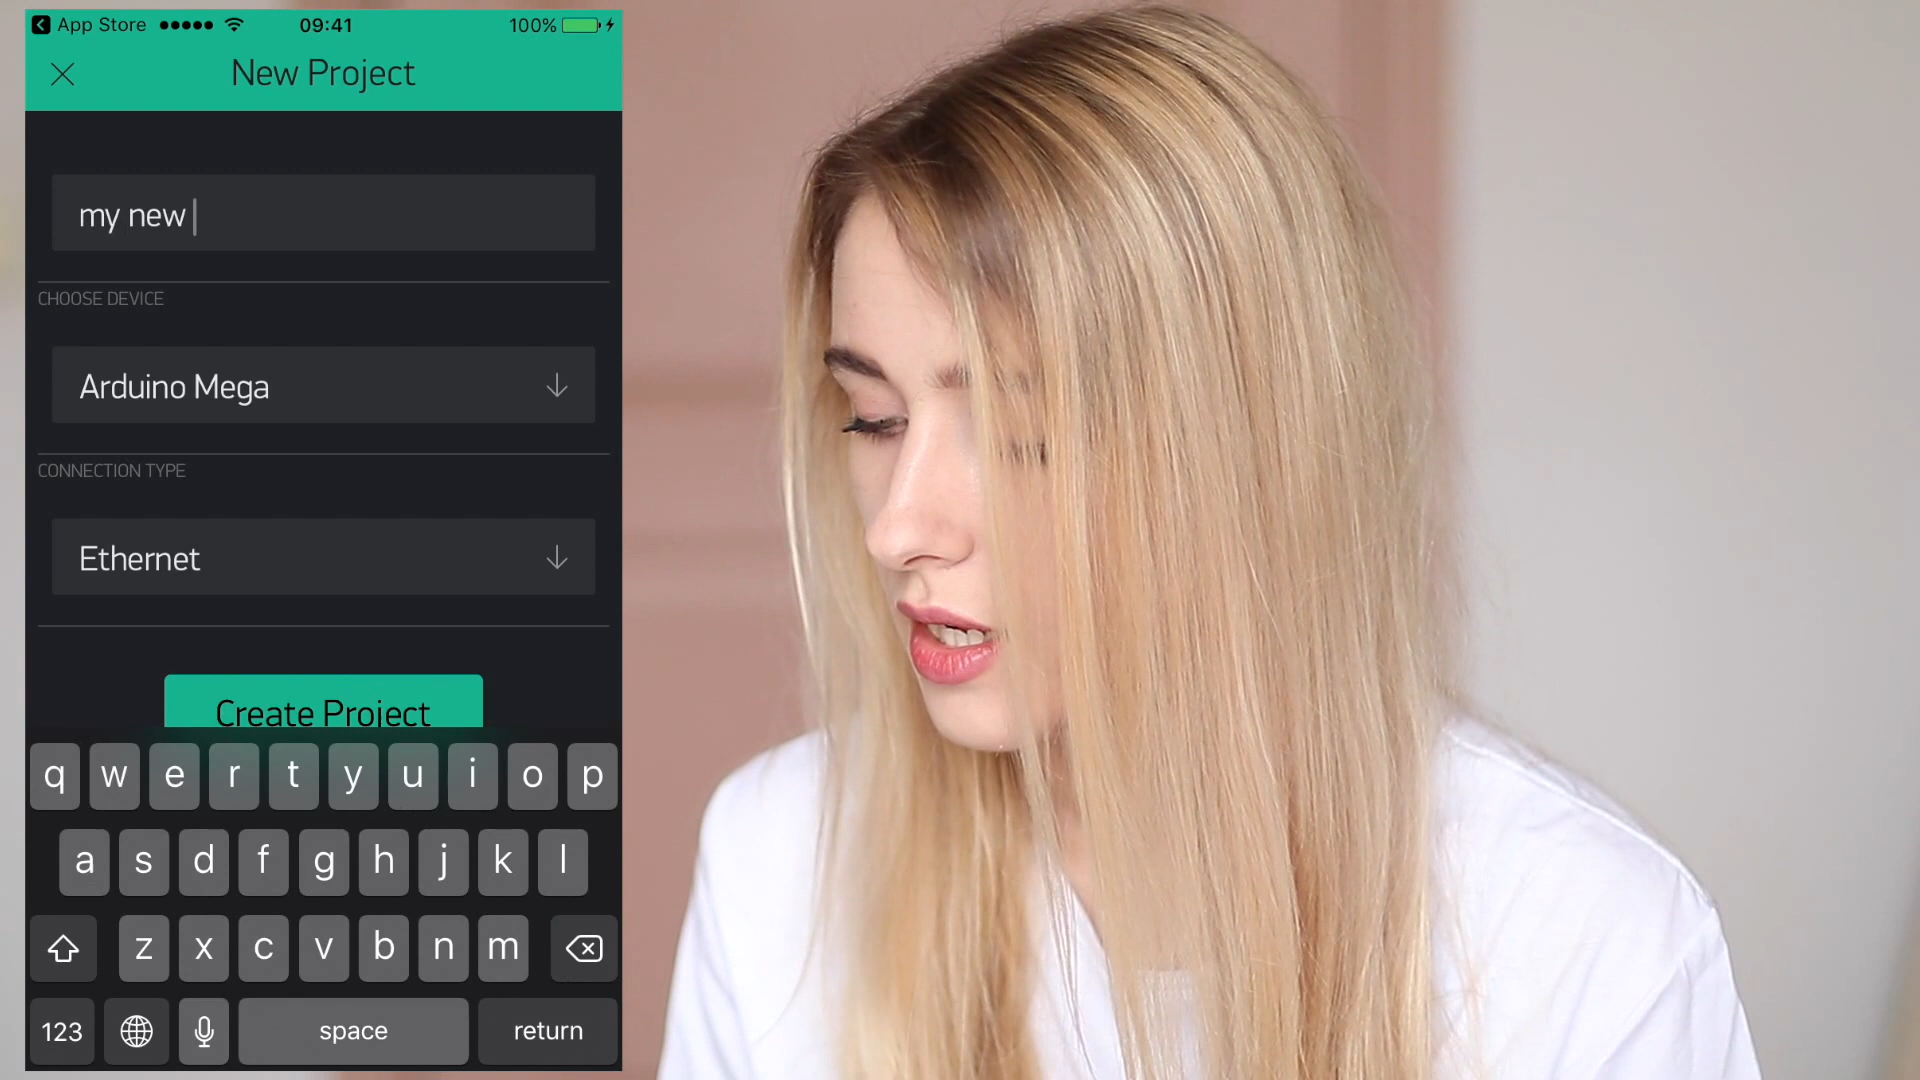 App Store 09:41 100%
New Project
my new
CHOOSE DEVICE
Arduino Mega
CONNECTION TYPE
Ethernet
Create Project
q w e r t y u i o p
a s d f g h j k l
z x c v b n m
123 space return